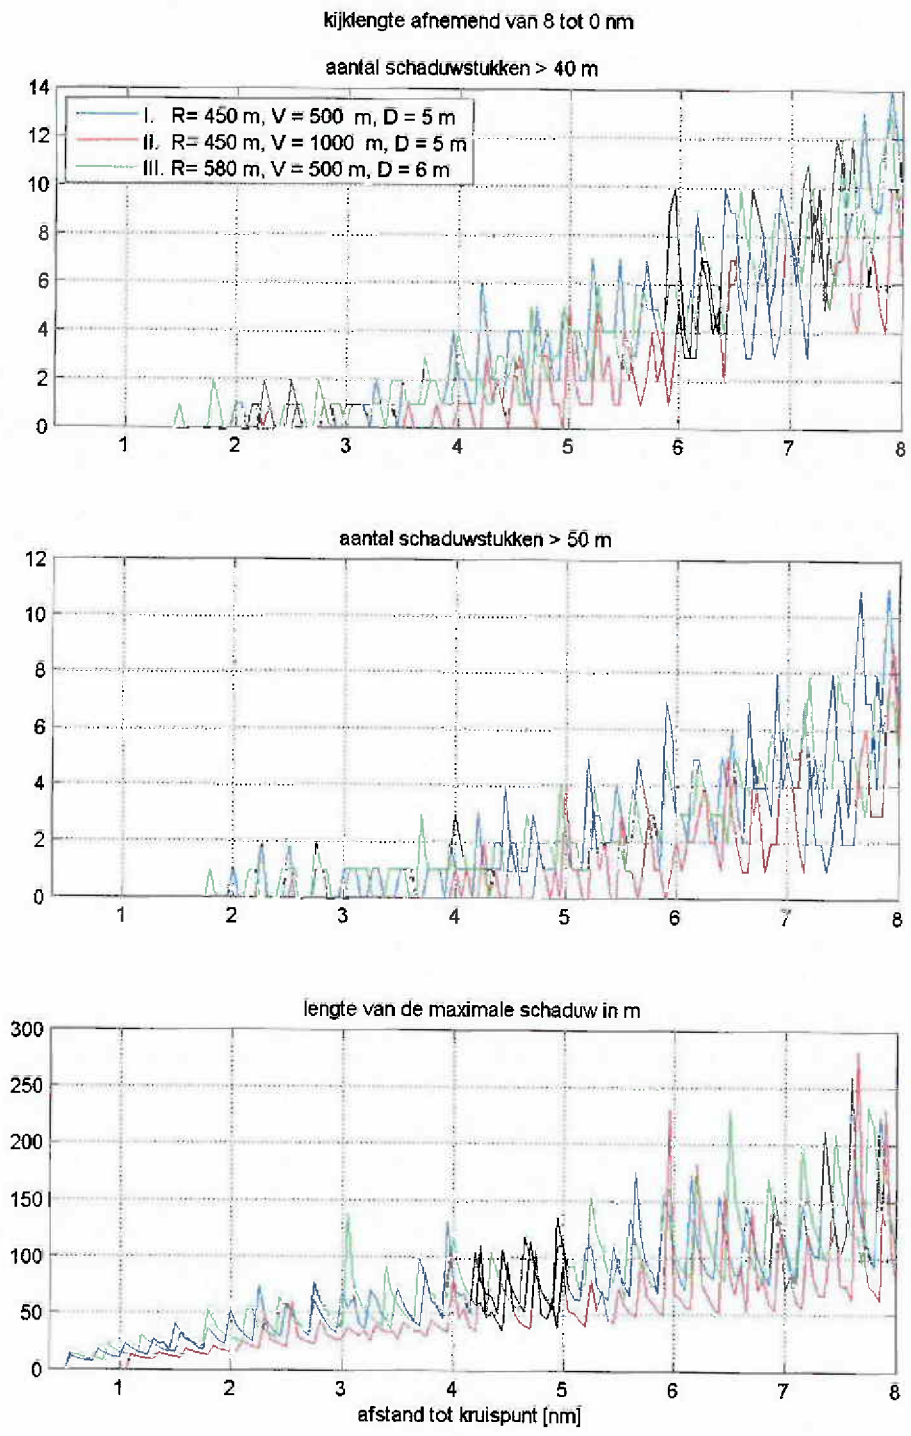 kijklengte afnemend van 8 tot 0 nm
aantal schaduwstukken > 40 m
14
12
10
8
6
4
2
0
I. R= 450 m, V = 500 m, D = 5 m
II. R= 450 m, V = 1000 m, D = 5 m
III. R= 580 m, V = 500 m, D = 6 m
1 2 3 4 5 6 7 8
aantal schaduwstukken > 50 m
12
10
8
6
4
2
0
1 2 3 4 5 6 7 8
lengte van de maximale schaduw in m
300
250
200
150
100
50
0
1 2 3 4 5 6 7 8
afstand tot kruispunt [nm]